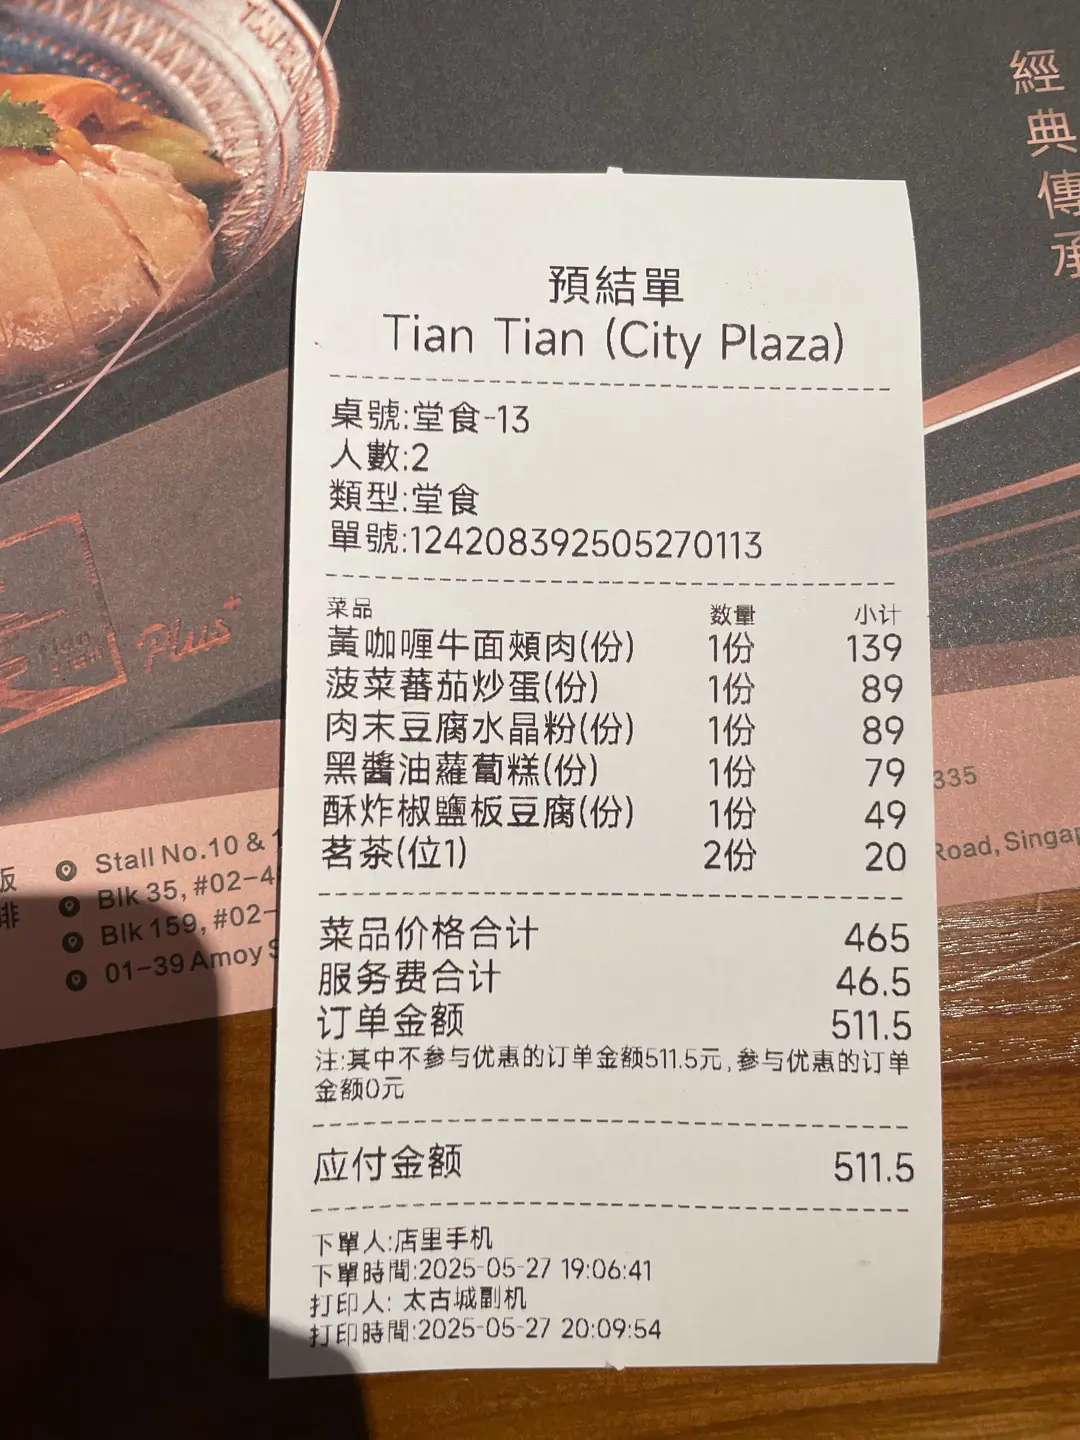 經典傳承
預結單
Tian Tian (City Plaza)
桌號:堂食-13
人數:2
類型:堂食
單號:124208392505270113
菜品 数量 小计
黃咖喱牛面頰肉(份) 1份 139
菠菜蕃茄炒蛋(份) 1份 89
肉末豆腐水晶粉(份) 1份 89
黑醬油蘿蔔糕(份) 1份 79
酥炸椒鹽板豆腐(份) 1份 49
茗茶(位1) 2份 20
菜品价格合计 465
服务费合计 46.5
订单金额 511.5
注:其中不参与优惠的订单金额511.5元,参与优惠的订单
金额0元
应付金额 511.5
下單人:店里手机
下單時間:2025-05-27 19:06:41
打印人: 太古城副机
打印時間:2025-05-27 20:09:54
Plus+
Stall No.10 &
Blk 35, #02-4
Blk 159, #02-
01-39 Amoy
335
Road, Singap